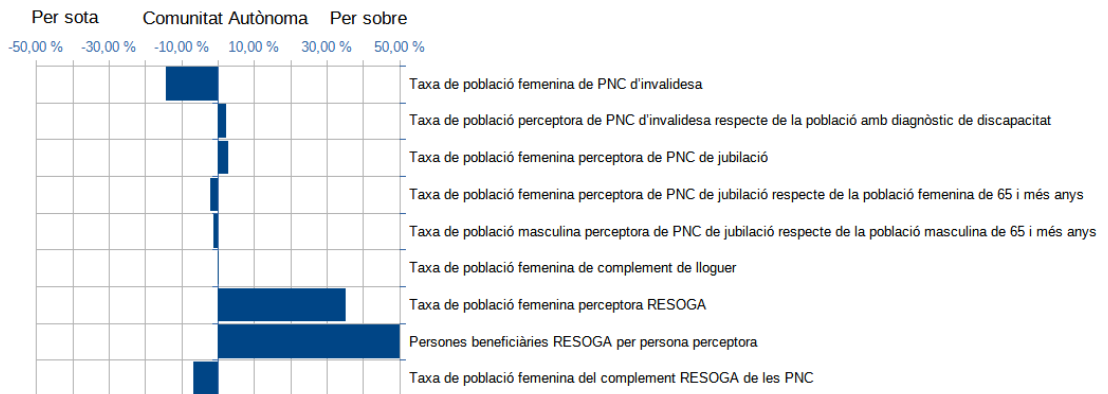 Per sota Comunitat Autònoma Per sobre
-50,00 % -30,00 % -10,00 % 10,00 % 30,00 % 50,00 %
Taxa de població femenina de PNC d'invalidesa
Taxa de població perceptora de PNC d'invalidesa respecte de la població amb diagnòstic de discapacitat
Taxa de població femenina perceptora de PNC de jubilació
Taxa de població femenina perceptora de PNC de jubilació respecte de la població femenina de 65 i més anys
Taxa de població masculina perceptora de PNC de jubilació respecte de la població masculina de 65 i més anys
Taxa de població femenina de complement de lloguer
Taxa de població femenina perceptora RESOGA
Persones beneficiàries RESOGA per persona perceptora
Taxa de població femenina del complement RESOGA de les PNC